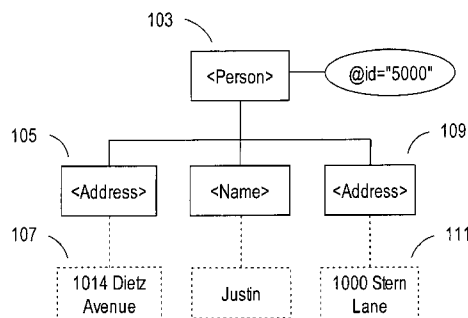 103
<Person>
@id="5000"
105
109
<Address>
<Name>
<Address>
107
111
1014 Dietz
Avenue
Justin
1000 Stern
Lane